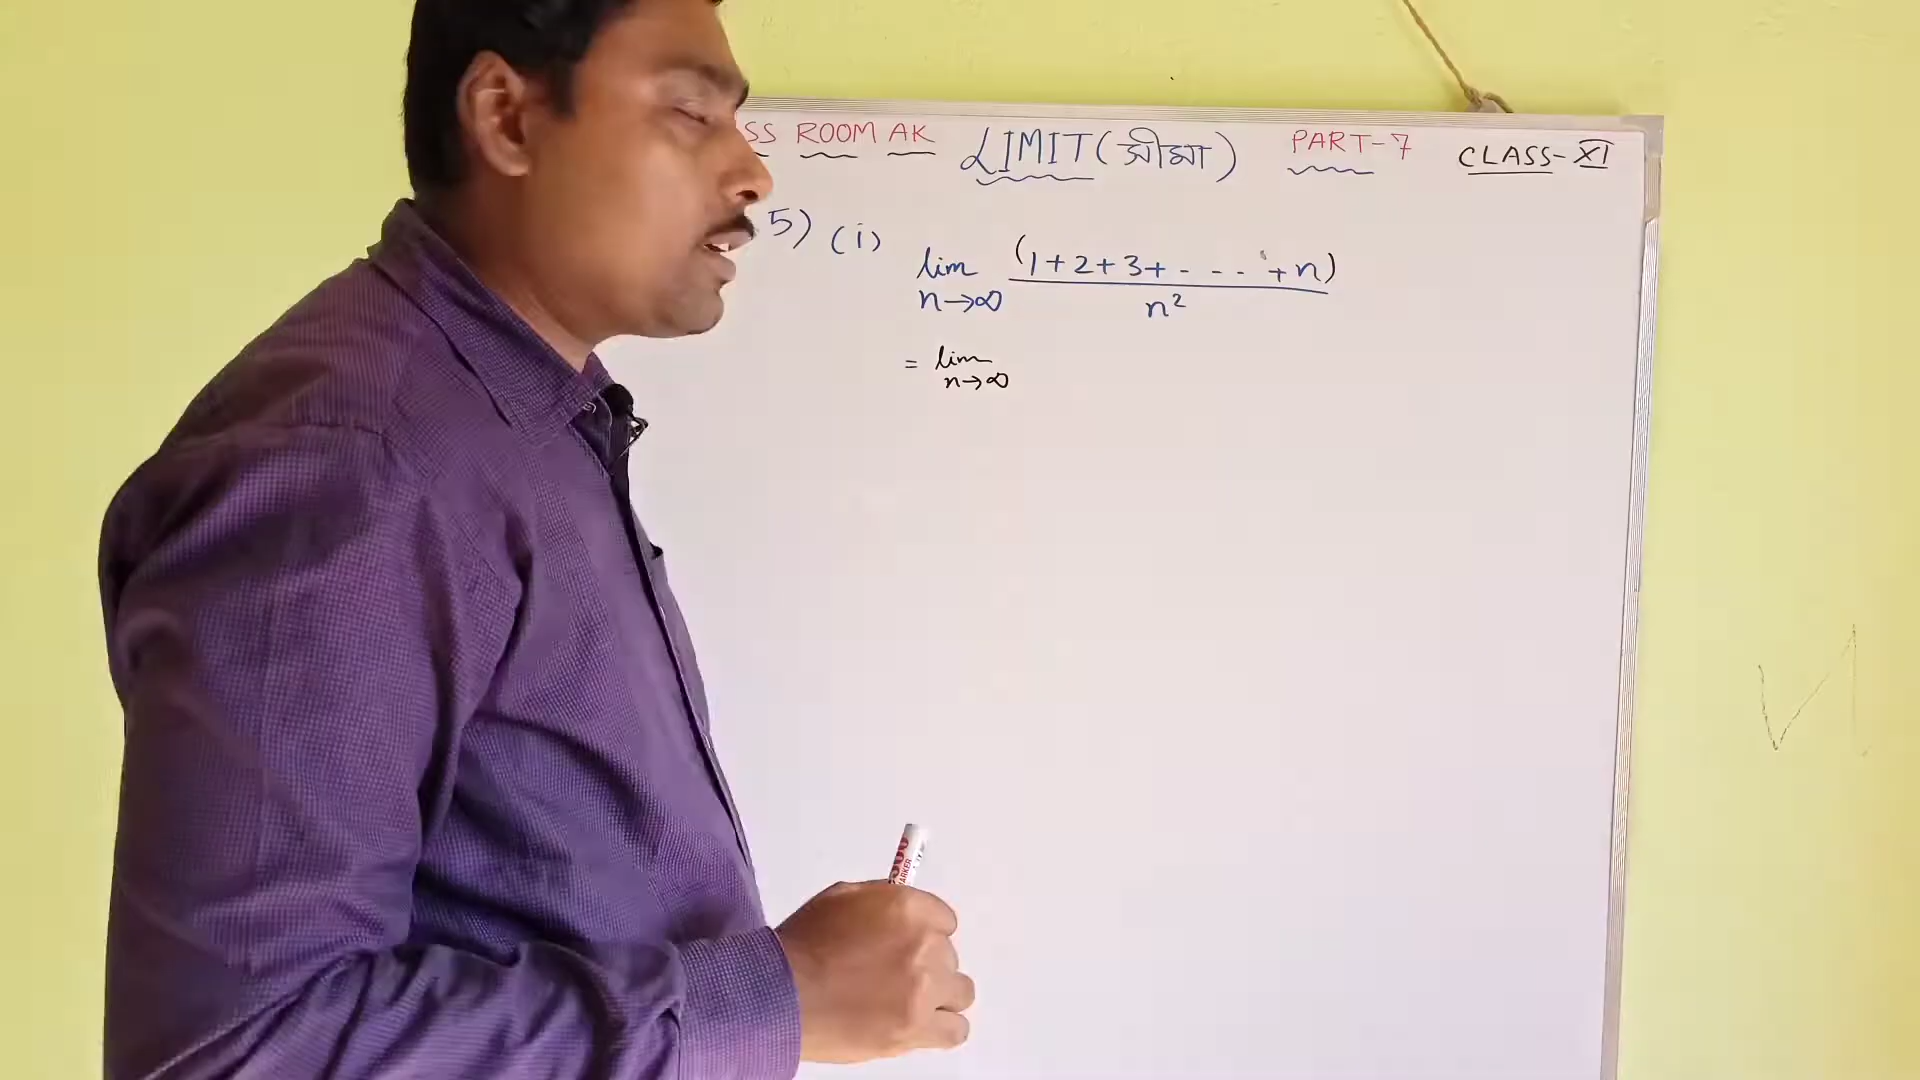 SS ROOM AK LIMIT (সীমা) PART-7 CLASS-XI
5) (i) lim n→∞ (1+2+3+- - - - +n) / n²
= lim n→∞